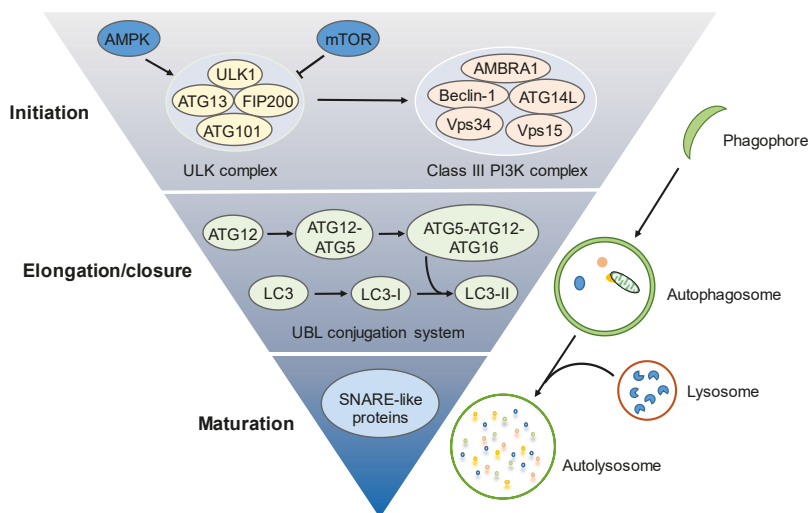 AMPK
mTOR
ULK1
ATG13
FIP200
ATG101
ULK complex
AMBRA1
Beclin-1
ATG14L
Vps34
Vps15
Class III PI3K complex
Initiation
Phagophore
ATG12
ATG12-
ATG5
ATG5-ATG12-
ATG16
Elongation/closure
LC3
LC3-I
LC3-II
UBL conjugation system
Autophagosome
SNARE-like
proteins
Maturation
Lysosome
Autolysosome